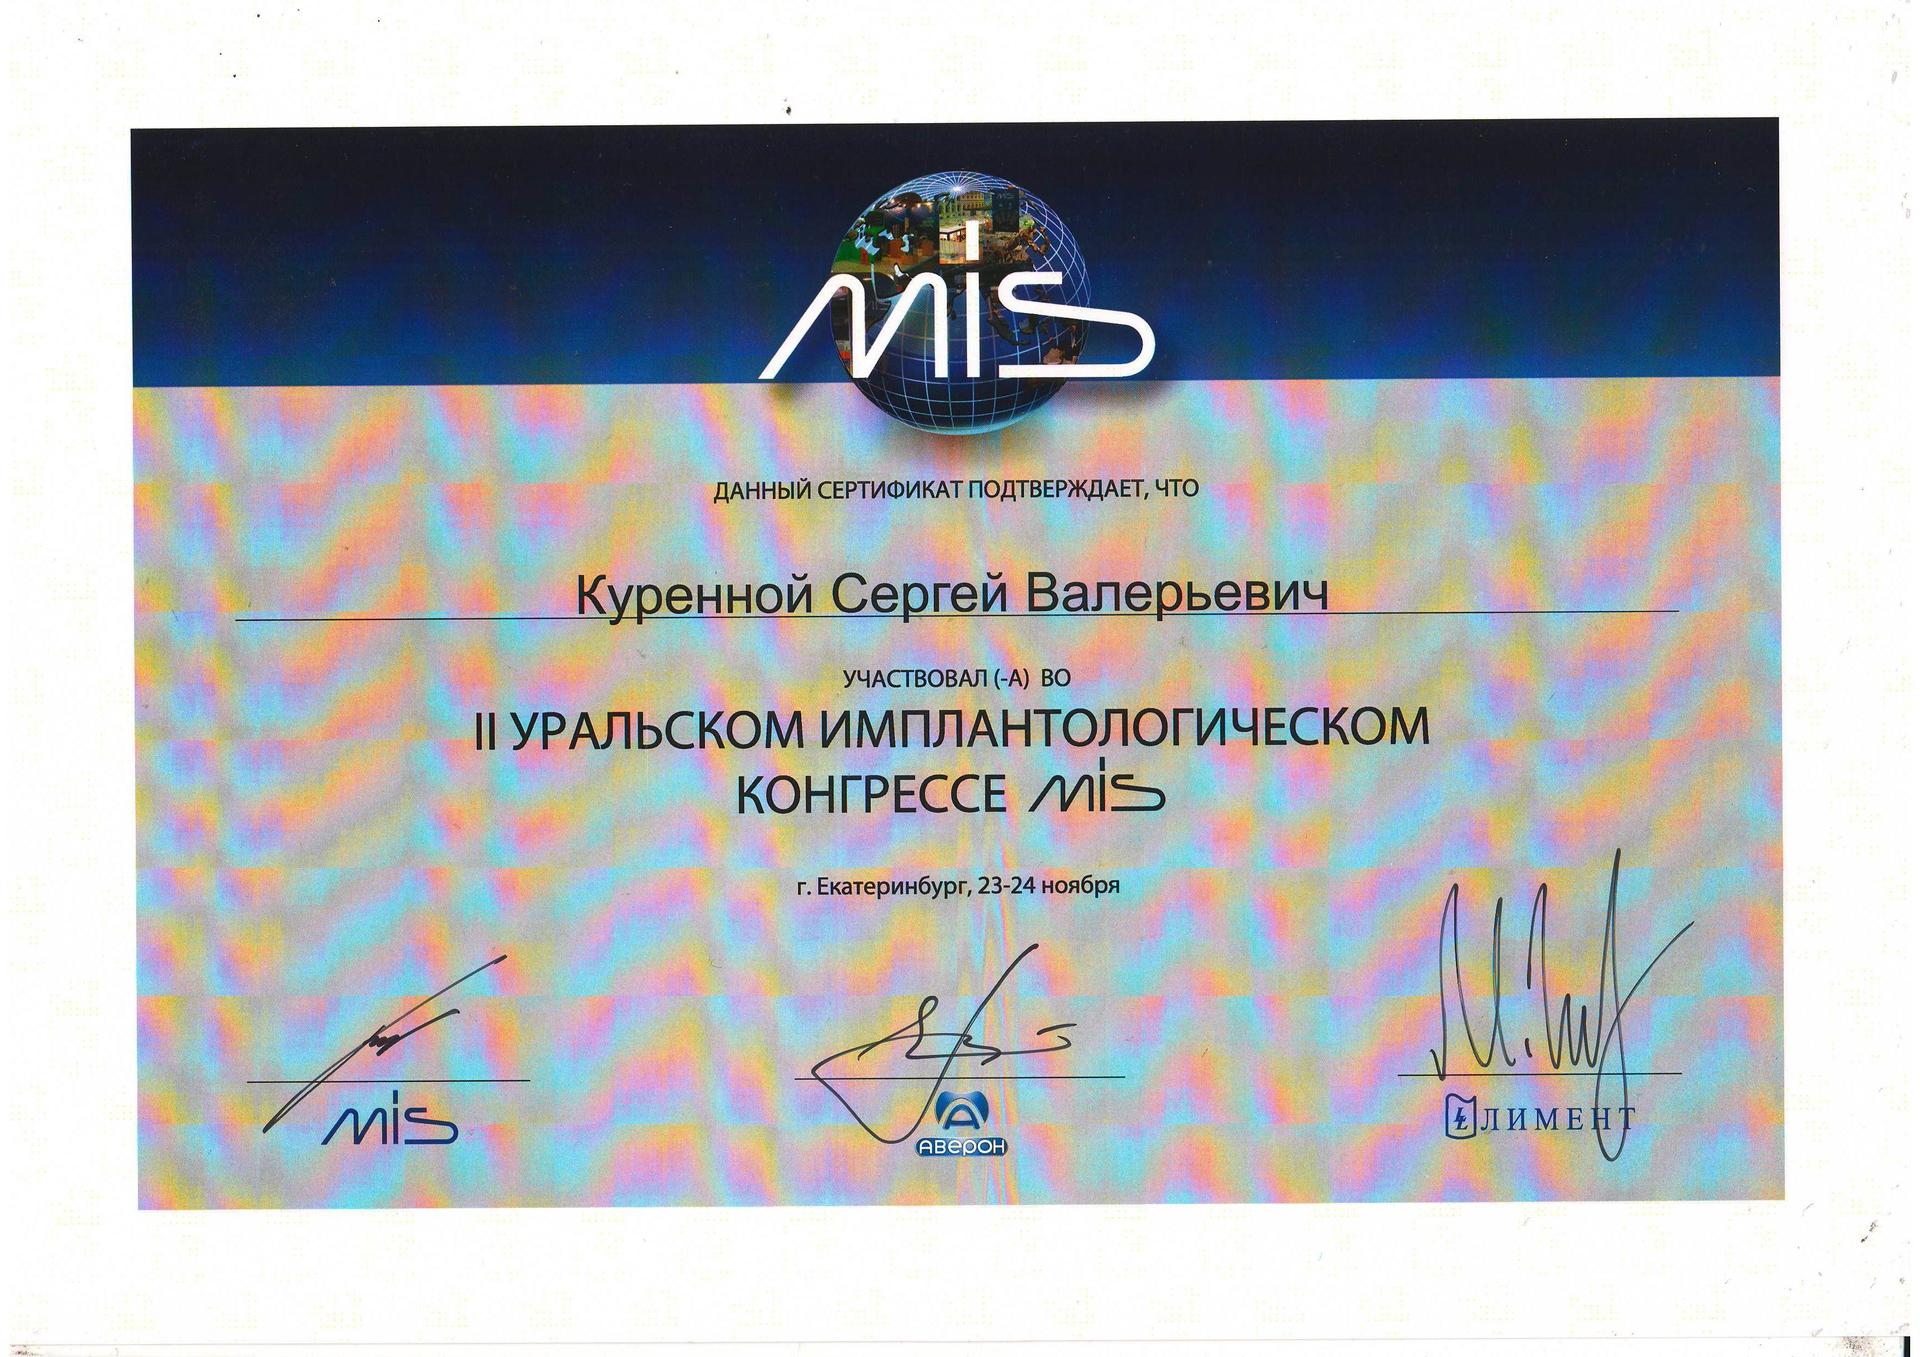 MIS
ДАННЫЙ СЕРТИФИКАТ ПОДТВЕРЖДАЕТ, ЧТО
Куренной Сергей Валерьевич
УЧАСТВОВАЛ (-А) ВО
II УРАЛЬСКОМ ИМПЛАНТОЛОГИЧЕСКОМ
КОНГРЕССЕ MIS
г. Екатеринбург, 23-24 ноября
MIS
АВЕРОН
ЛИМЕНТ